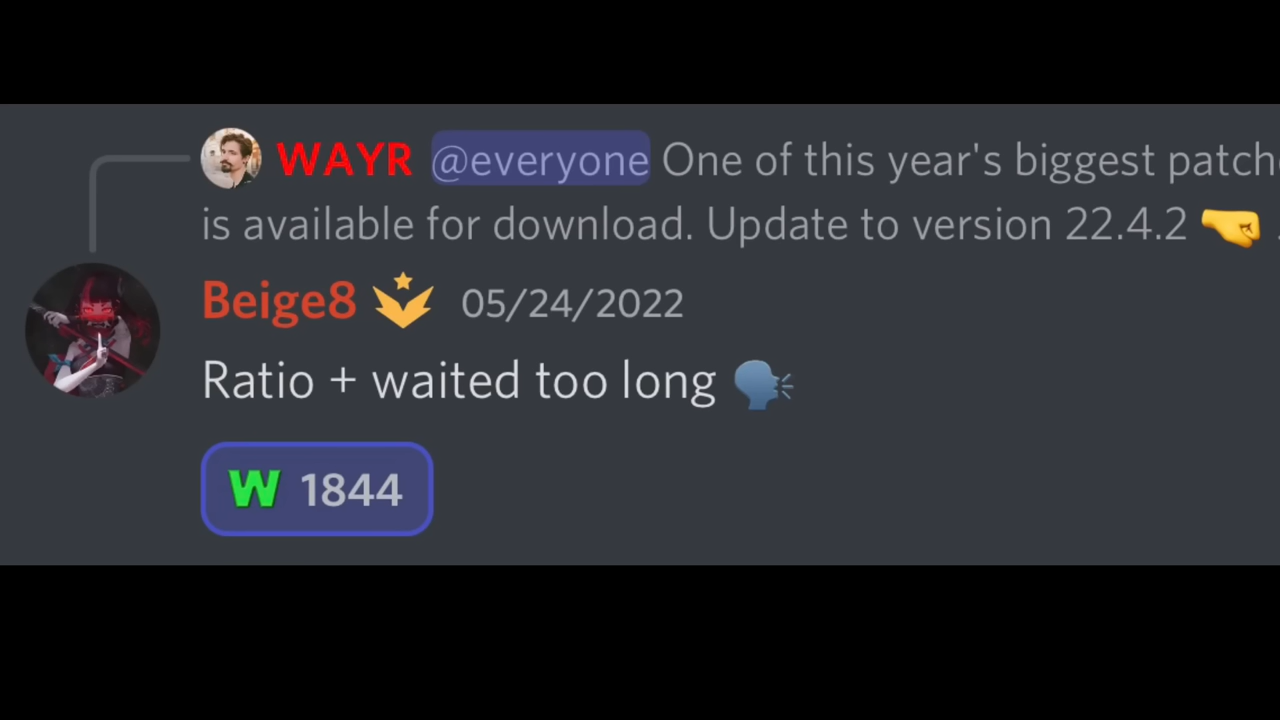 WAYR @everyone One of this year's biggest patch
is available for download. Update to version 22.4.2 🤜
Beige8 05/24/2022
Ratio + waited too long 🗣️
W 1844